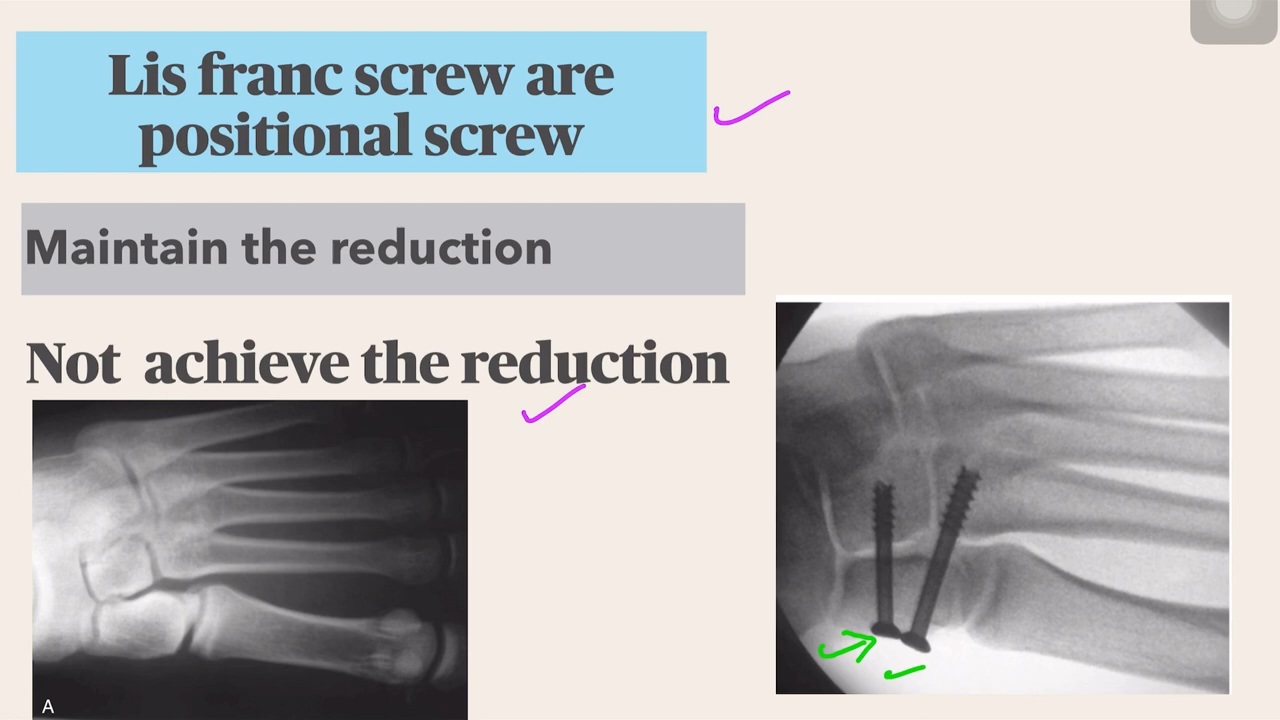 Lis franc screw are
positional screw
Maintain the reduction
Not achieve the reduction
A